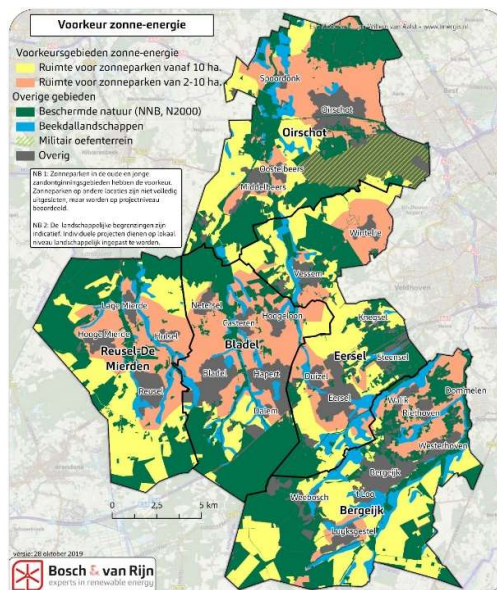 Voorkeur zonne-energie
Voorkeursgebieden zonne-energie
Ruimte voor zonneparken vanaf 10 ha.
Ruimte voor zonneparken van 2-10 ha.
Overige gebieden
Beschermde natuur (NNB, N2000)
Beekdallandschappen
Militair oefenterrein
Overig
NB 1: Zonneparken in de oude en jonge
zandontginningsgebieden hebben de voorkeur.
Zonneparken op andere locaties zijn niet volledig
uitgesloten, maar worden op projectniveau
beoordeeld.
NB 2: De landschappelijke begrenzingen zijn
indicatief. Individuele projecten dienen op lokaal
niveau landschappelijk ingepast te worden.
Spoordonk
Oirschot
Oirschot
Oostelbeers
Middelbeers
Wintelre
Vessem
Veldhoven
Knegsel
Netersel
Lage Mierde
Casteren
Hoogeloon
Hooge Mierde
Hulsel
Bladel
Eersel
Steensel
Reusel-De
Mierden
Duizel
Bladel
Hapert
Reusel
Eersel
Dommelen
Walik
Riethoven
Dalem
Westerhoven
Bergeijk
Weebosch
't Loo
Bergeijk
Luyksgestel
0 2,5 5 km
versie: 28 oktober 2019
Bosch & van Rijn
experts in renewable energy